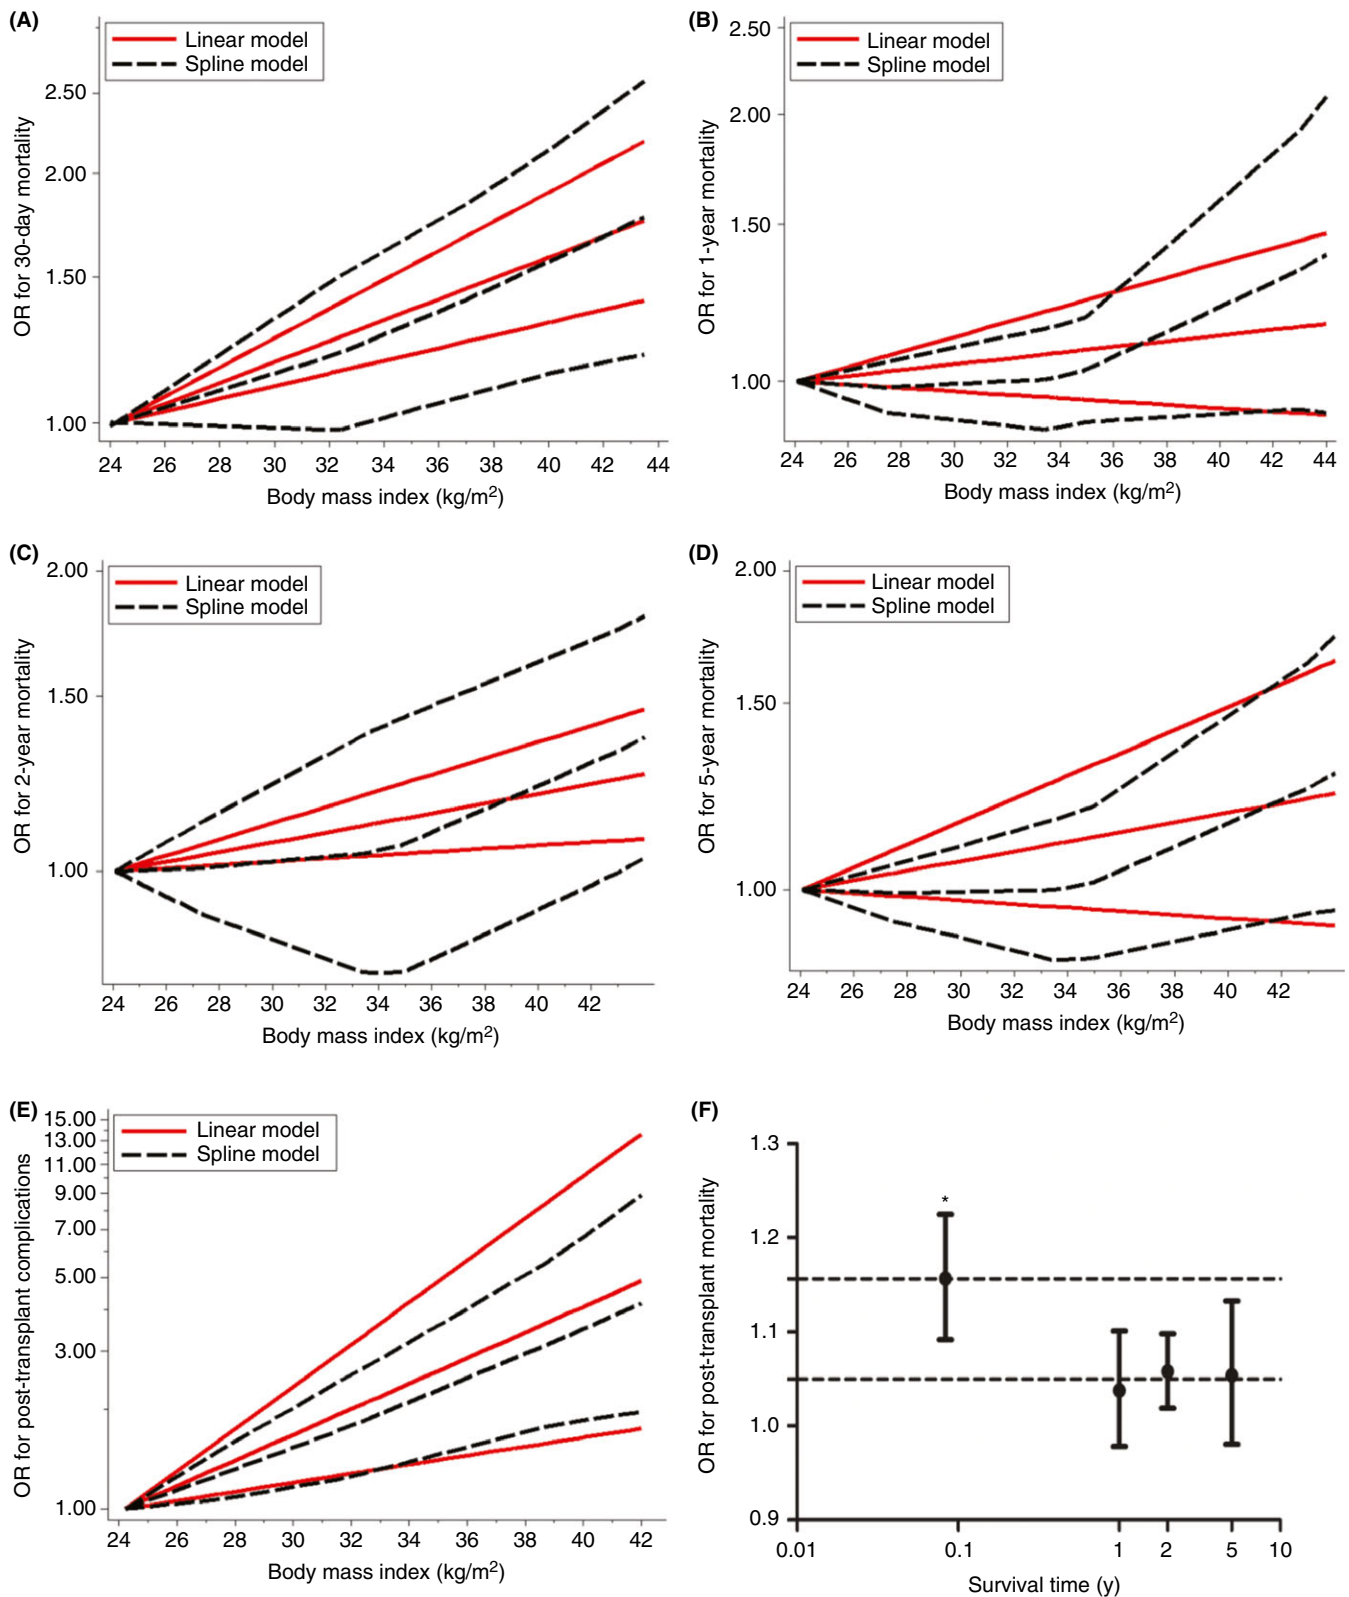 (A)
Linear model
Spline model
2.50
2.00
1.50
1.00
OR for 30-day mortality
24 26 28 30 32 34 36 38 40 42 44
Body mass index (kg/m²)
(B)
Linear model
Spline model
2.50
2.00
1.50
1.00
OR for 1-year mortality
24 26 28 30 32 34 36 38 40 42 44
Body mass index (kg/m²)
(C)
Linear model
Spline model
2.00
1.50
1.00
OR for 2-year mortality
24 26 28 30 32 34 36 38 40 42
Body mass index (kg/m²)
(D)
Linear model
Spline model
2.00
1.50
1.00
OR for 5-year mortality
24 26 28 30 32 34 36 38 40 42
Body mass index (kg/m²)
(E)
Linear model
Spline model
15.00
13.00
11.00
9.00
7.00
5.00
3.00
1.00
OR for post-transplant complications
24 26 28 30 32 34 36 38 40 42
Body mass index (kg/m²)
(F)
1.3
1.2
1.1
1.0
0.9
*
OR for post-transplant mortality
0.01 0.1 1 2 5 10
Survival time (y)